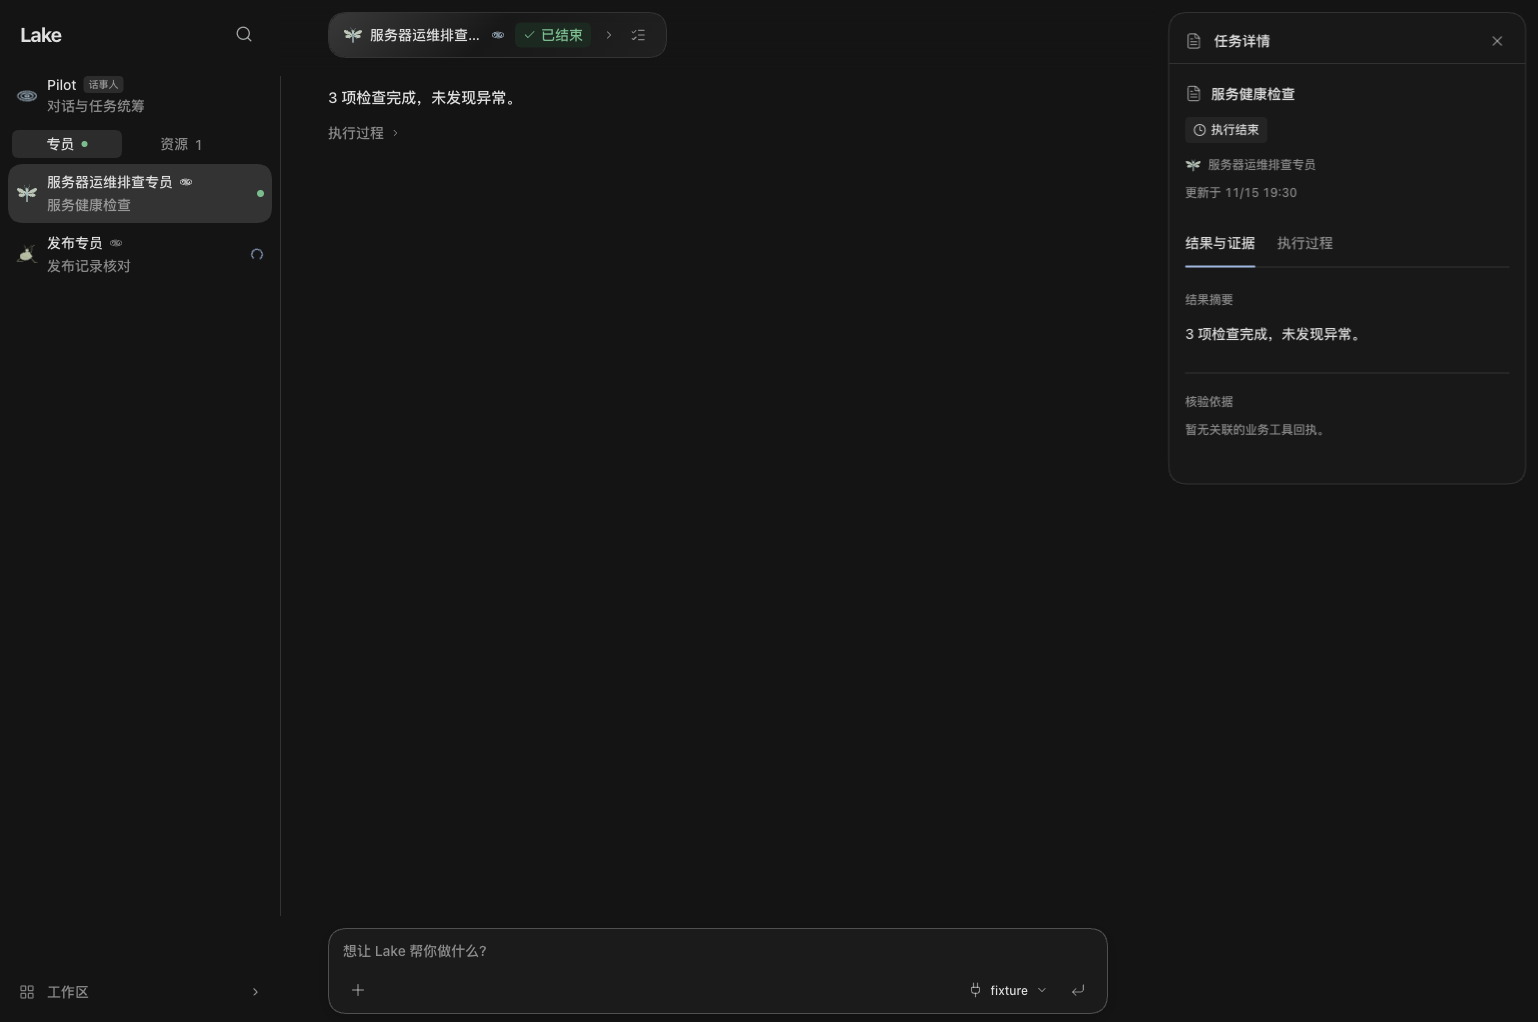 Lake
Pilot 话事人
对话与任务统筹
专员
资源 1
服务器运维排查专员
服务健康检查
发布专员
发布记录核对
工作区
服务器运维排查... 已结束
3 项检查完成，未发现异常。
执行过程
想让 Lake 帮你做什么?
fixture
任务详情
服务健康检查
执行结束
服务器运维排查专员
更新于 11/15 19:30
结果与证据 执行过程
结果摘要
3 项检查完成，未发现异常。
核验依据
暂无关联的业务工具回执。